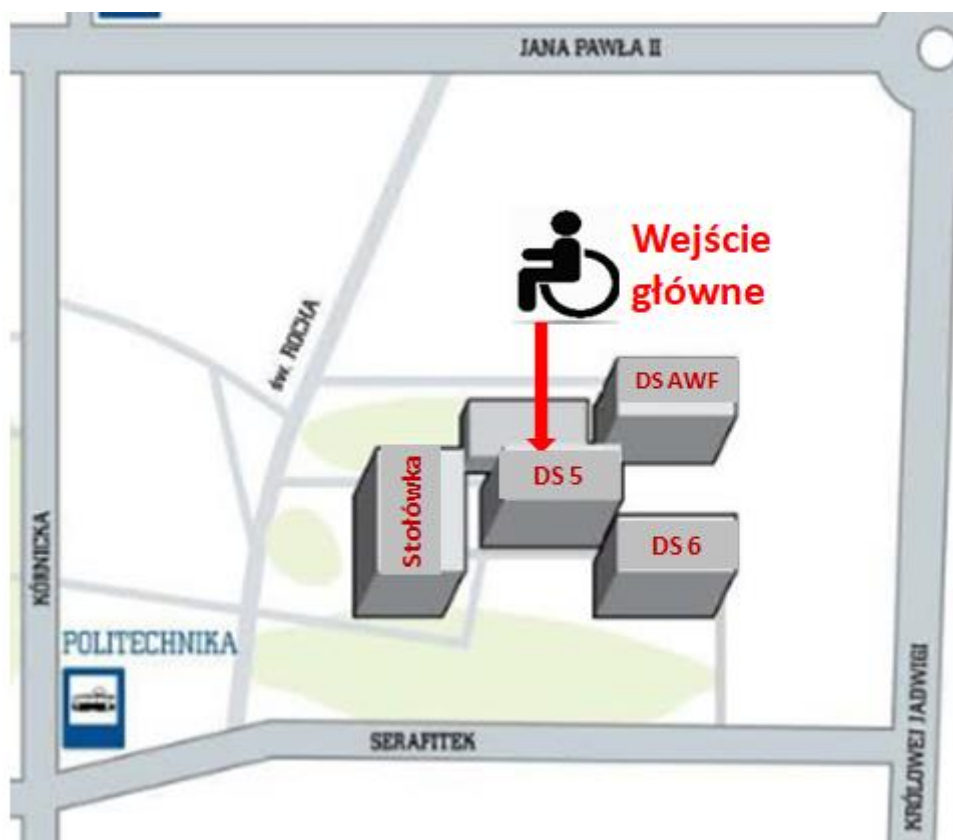 JANA PAWŁA II
Wejście
główne
św. ROCHA
DS AWF
DS 5
Stołówka
DS 6
KÓRNICKA
POLITECHNIKA
SERAFITEK
KRÓLOWEJ JADWIGI